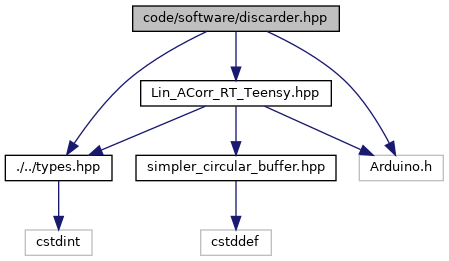 code/software/discarder.hpp
Lin_ACorr_RT_Teensy.hpp
./../types.hpp
simpler_circular_buffer.hpp
Arduino.h
cstdint
cstddef